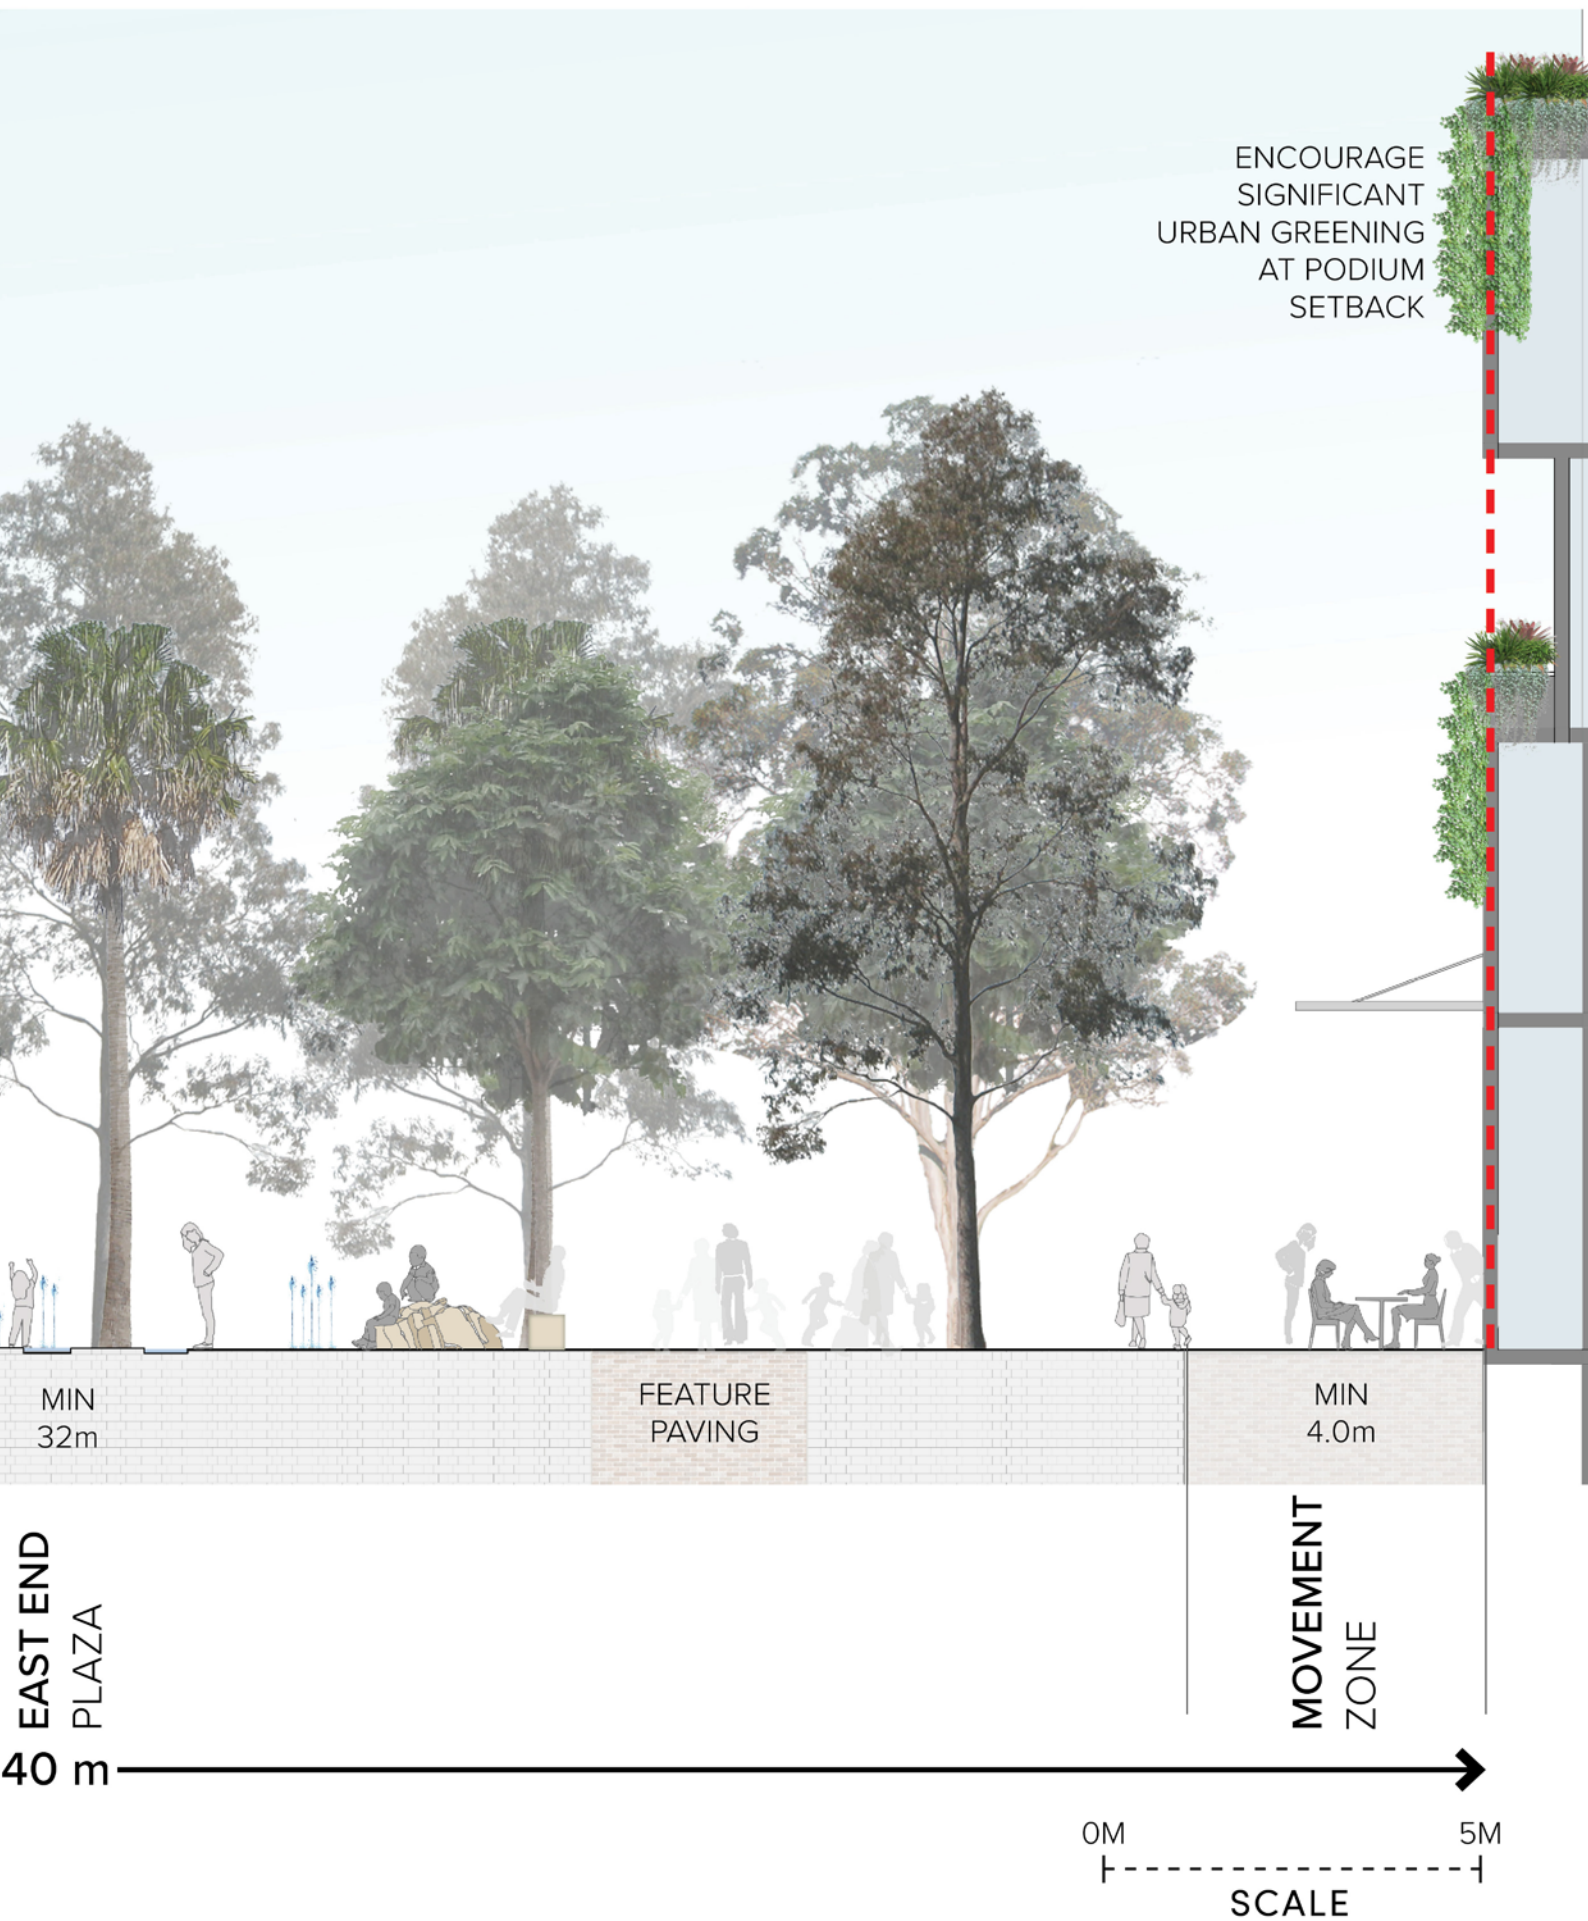 ENCOURAGE
SIGNIFICANT
URBAN GREENING
AT PODIUM
SETBACK
MIN
32m
FEATURE
PAVING
MIN
4.0m
EAST END
PLAZA
MOVEMENT
ZONE
40 m
0M
5M
SCALE